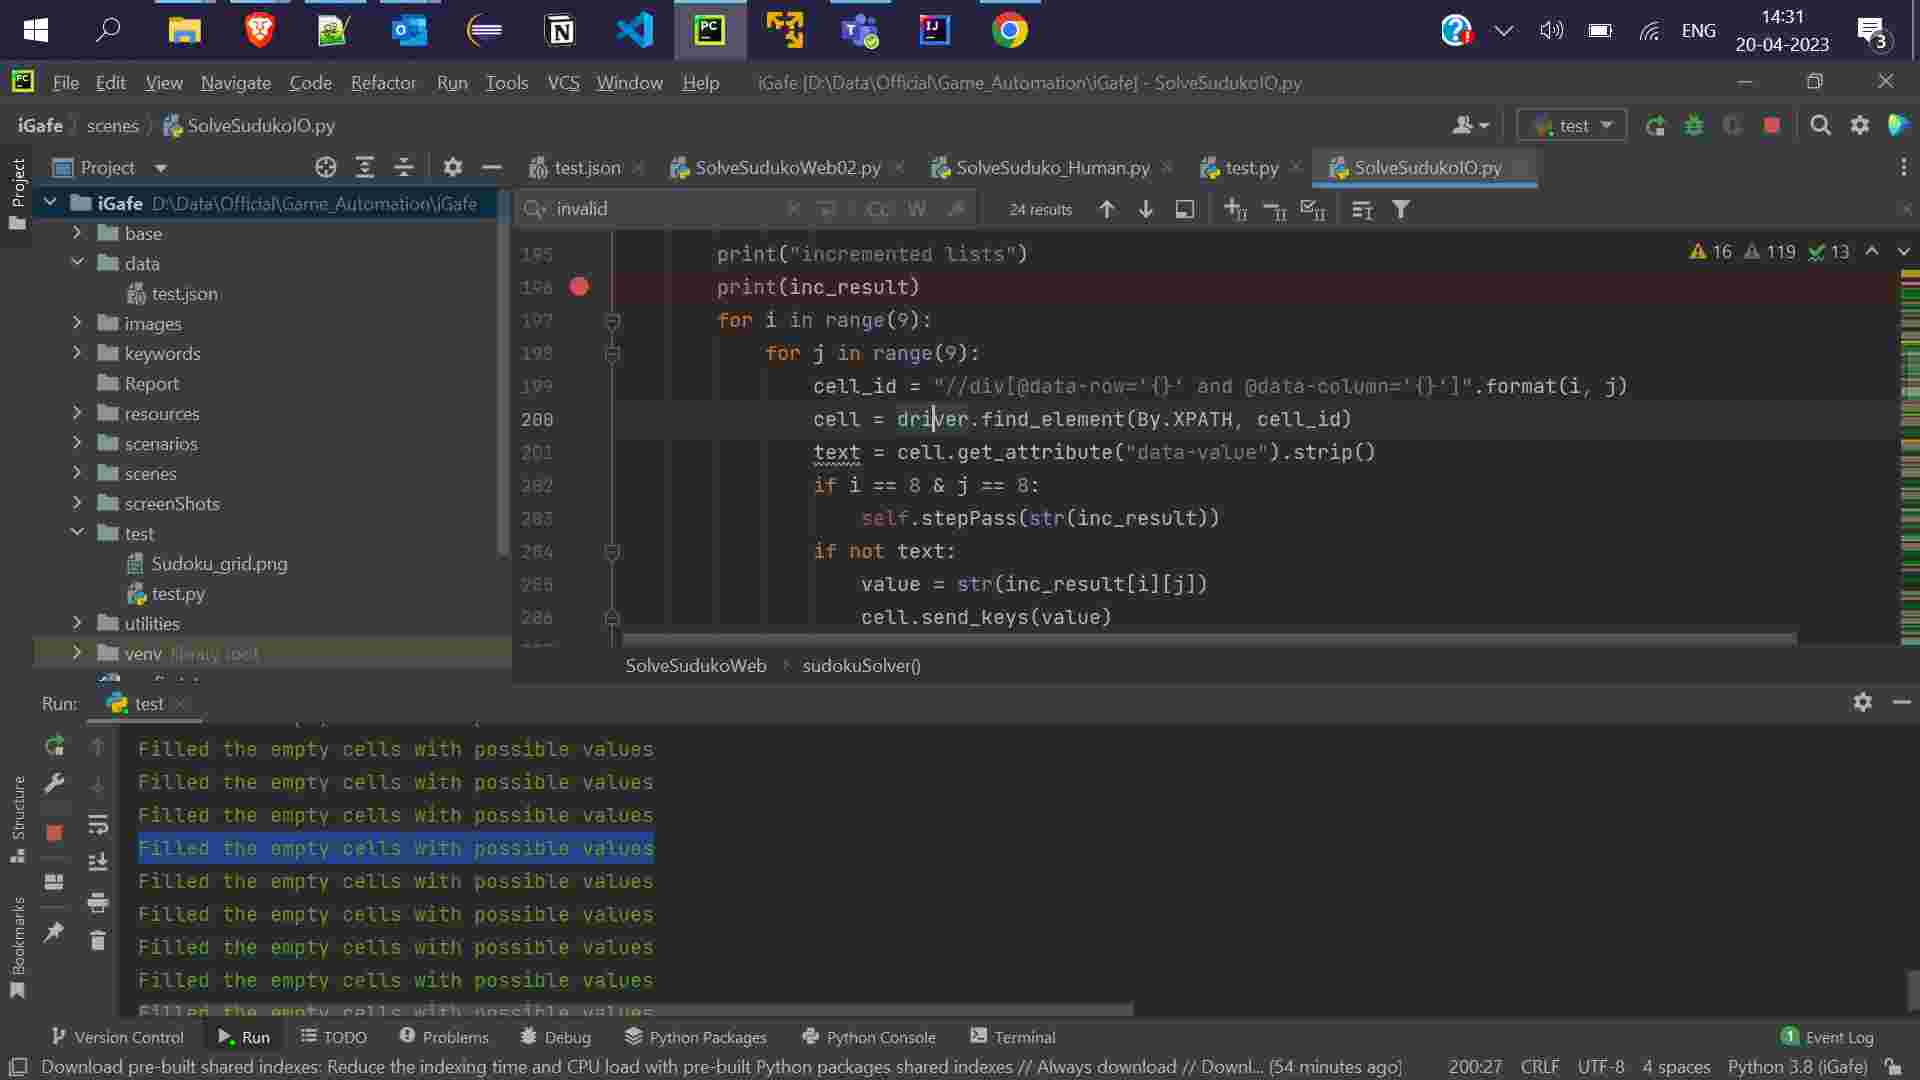 14:31
ENG
20-04-2023
3
File Edit View Navigate Code Refactor Run Tools VCS Window Help iGafe [D:\Data\Official\Game_Automation\iGafe] - SolveSudukoIO.py
iGafe scenes SolveSudukoIO.py
test
Project
Project
test.json SolveSudukoWeb02.py SolveSuduko_Human.py test.py SolveSudukoIO.py
iGafe D:\Data\Official\Game_Automation\iGafe
invalid
Cc W
24 results
base
data
test.json
images
keywords
Report
resources
scenarios
scenes
screenShots
test
Sudoku_grid.png
test.py
utilities
venv library root
16 119 13
195 print("incremented lists")
196 print(inc_result)
197 for i in range(9):
198 for j in range(9):
199 cell_id = "//div[@data-row='{}' and @data-column='{}']".format(i, j)
200 cell = driver.find_element(By.XPATH, cell_id)
201 text = cell.get_attribute("data-value").strip()
202 if i == 8 & j == 8:
203 self.stepPass(str(inc_result))
204 if not text:
205 value = str(inc_result[i][j])
206 cell.send_keys(value)
SolveSudukoWeb sudokuSolver()
Run: test
Filled the empty cells with possible values
Filled the empty cells with possible values
Filled the empty cells with possible values
Filled the empty cells with possible values
Filled the empty cells with possible values
Filled the empty cells with possible values
Filled the empty cells with possible values
Filled the empty cells with possible values
Filled the empty cells with possible values
Structure
Bookmarks
Version Control Run TODO Problems Debug Python Packages Python Console Terminal
1 Event Log
Download pre-built shared indexes: Reduce the indexing time and CPU load with pre-built Python packages shared indexes // Always download // Downl... (54 minutes ago)
200:27 CRLF UTF-8 4 spaces Python 3.8 (iGafe)